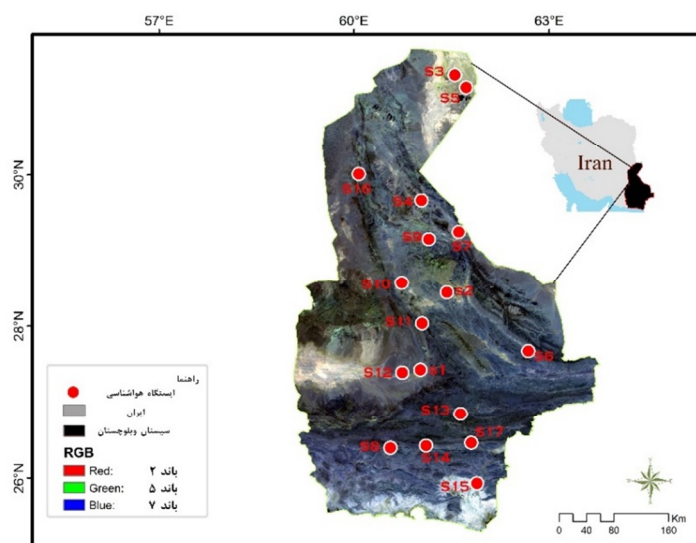 57°E 60°E 63°E
30°N
28°N
26°N
Iran
S3
S5
S16
S4
S9
S7
S10
s2
S11
S6
S12
s1
S13
S17
S8
S14
S15
راهنما
ایستگاه هواشناسی
ایران
سیستان وبلوچستان
RGB
Red: باند ۲
Green: باند ۵
Blue: باند ۷
Km
0 20 40 80 120 160